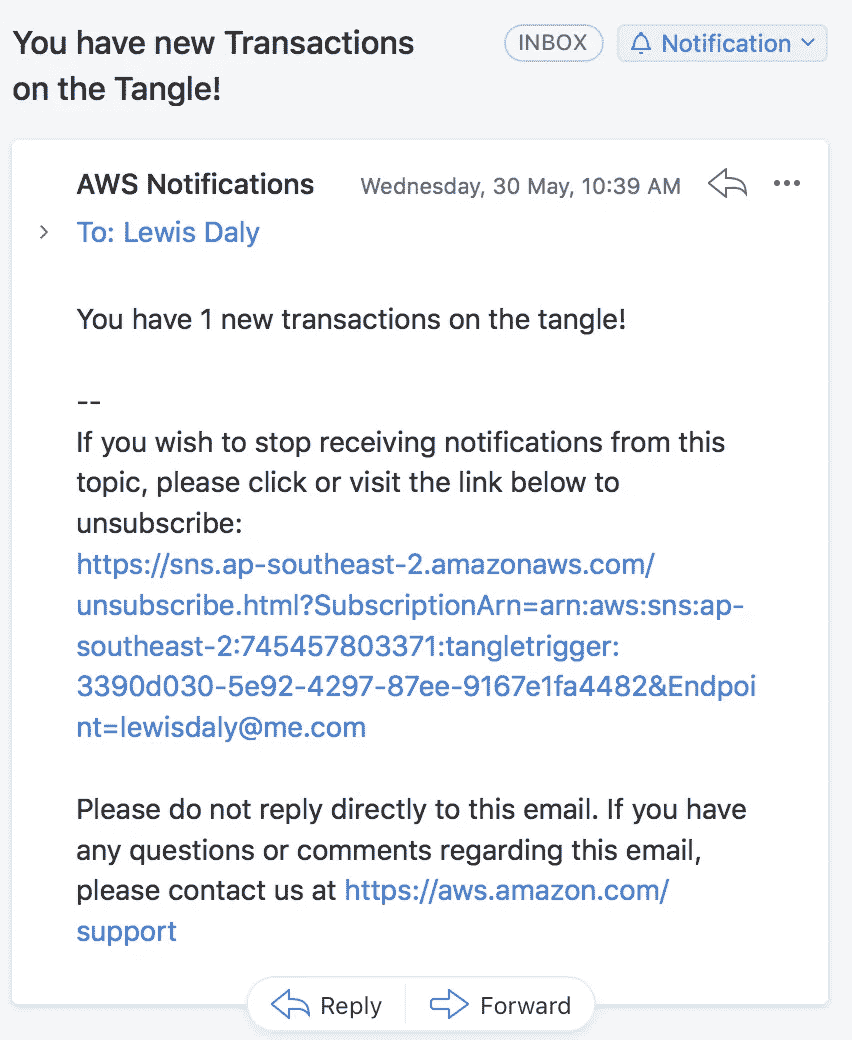 You have new Transactions
on the Tangle!
INBOX
Notification
AWS Notifications
Wednesday, 30 May, 10:39 AM
To: Lewis Daly
You have 1 new transactions on the tangle!
--
If you wish to stop receiving notifications from this
topic, please click or visit the link below to
unsubscribe:
https://sns.ap-southeast-2.amazonaws.com/
unsubscribe.html?SubscriptionArn=arn:aws:sns:ap-
southeast-2:745457803371:tangletrigger:
3390d030-5e92-4297-87ee-9167e1fa4482&Endpoi
nt=lewisdaly@me.com
Please do not reply directly to this email. If you have
any questions or comments regarding this email,
please contact us at https://aws.amazon.com/
support
Reply
Forward